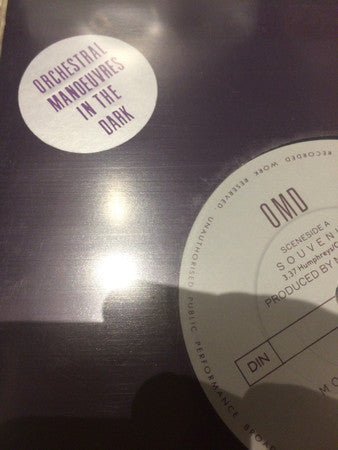 ORCHESTRAL
MANOEUVRES
IN THE
DARK
RECORDED WORK RESERVED. UNAUTHORISED PUBLIC PERFORMANCE
OMD
SCENESIDE A
SOUVEN
3.37 Humphreys/
PRODUCED BY M
DIN